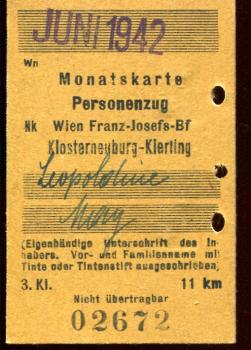 JUNI 1942
Wn
Monatskarte
Personenzug
Nk Wien Franz-Josefs-Bf
Klosterneuburg-Kierling
Leopoldine
(Eigenhändige Unterschrift des In-
habers. Vor- und Familienname mit
Tinte oder Tintenstift ausgeschrieben)
3. Kl. 11 km
Nicht übertragbar
02672